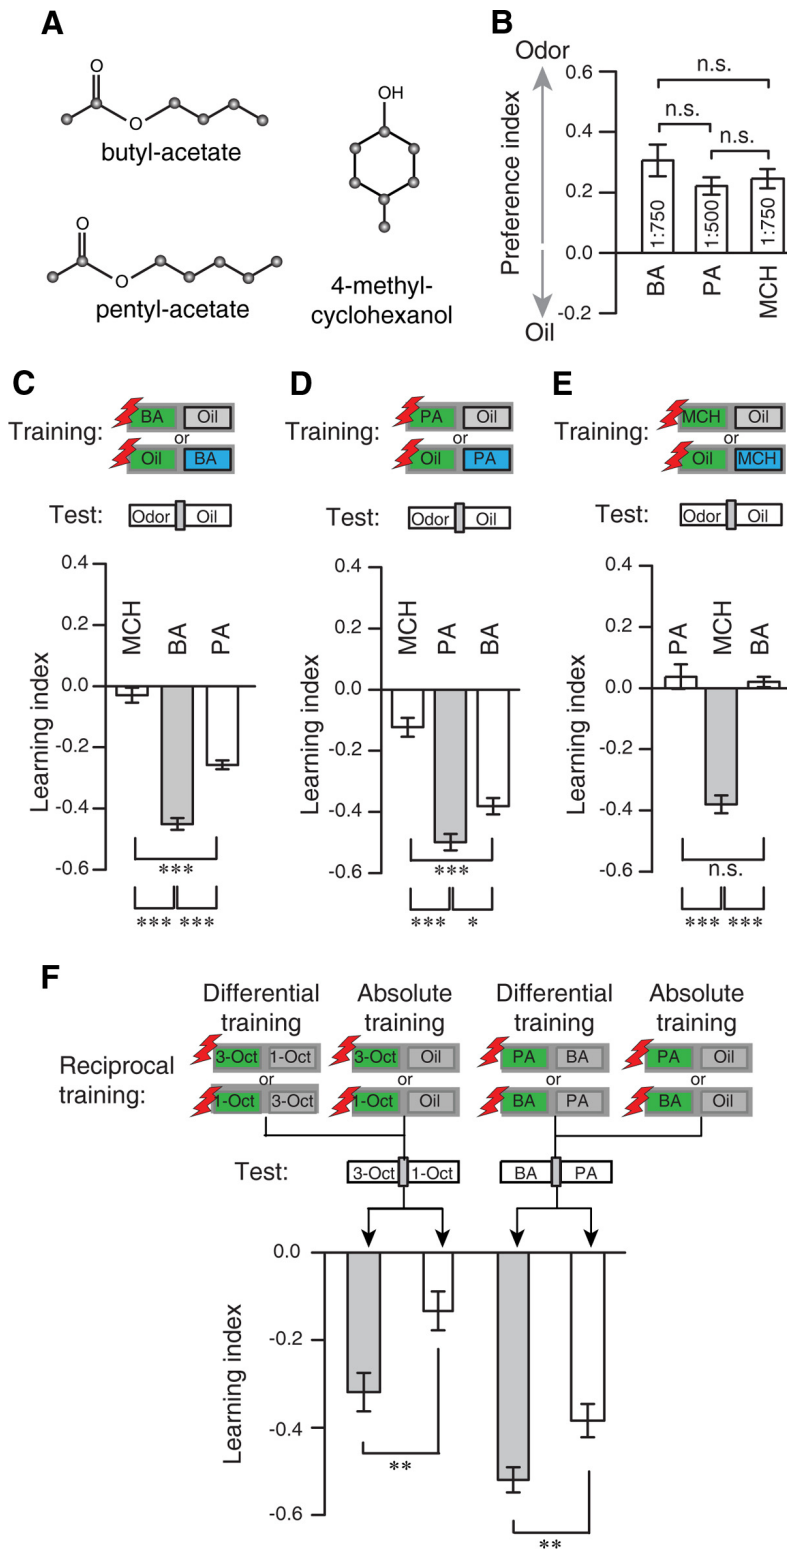 A
O
O
butyl-acetate
O
O
pentyl-acetate
OH
4-methyl-
cyclohexanol
B
Odor
Preference index
Oil
0.6
0.4
0.2
0.0
-0.2
n.s.
n.s.
n.s.
1:750
1:500
1:750
BA
PA
MCH
C
Training:
BA Oil
or
Oil BA
Test:
Odor Oil
Learning index
0.4
0.2
0.0
-0.2
-0.4
-0.6
MCH
BA
PA
***
*** ***
D
Training:
PA Oil
or
Oil PA
Test:
Odor Oil
Learning index
0.4
0.2
0.0
-0.2
-0.4
-0.6
MCH
PA
BA
***
*** *
E
Training:
MCH Oil
or
Oil MCH
Test:
Odor Oil
Learning index
0.4
0.2
0.0
-0.2
-0.4
-0.6
PA
MCH
BA
n.s.
*** ***
F
Reciprocal
training:
Differential
training
3-Oct 1-Oct
or
1-Oct 3-Oct
Absolute
training
3-Oct Oil
or
1-Oct Oil
Differential
training
PA BA
or
BA PA
Absolute
training
PA Oil
or
BA Oil
Test:
3-Oct 1-Oct
BA PA
Learning index
0.0
-0.2
-0.4
-0.6
**
**